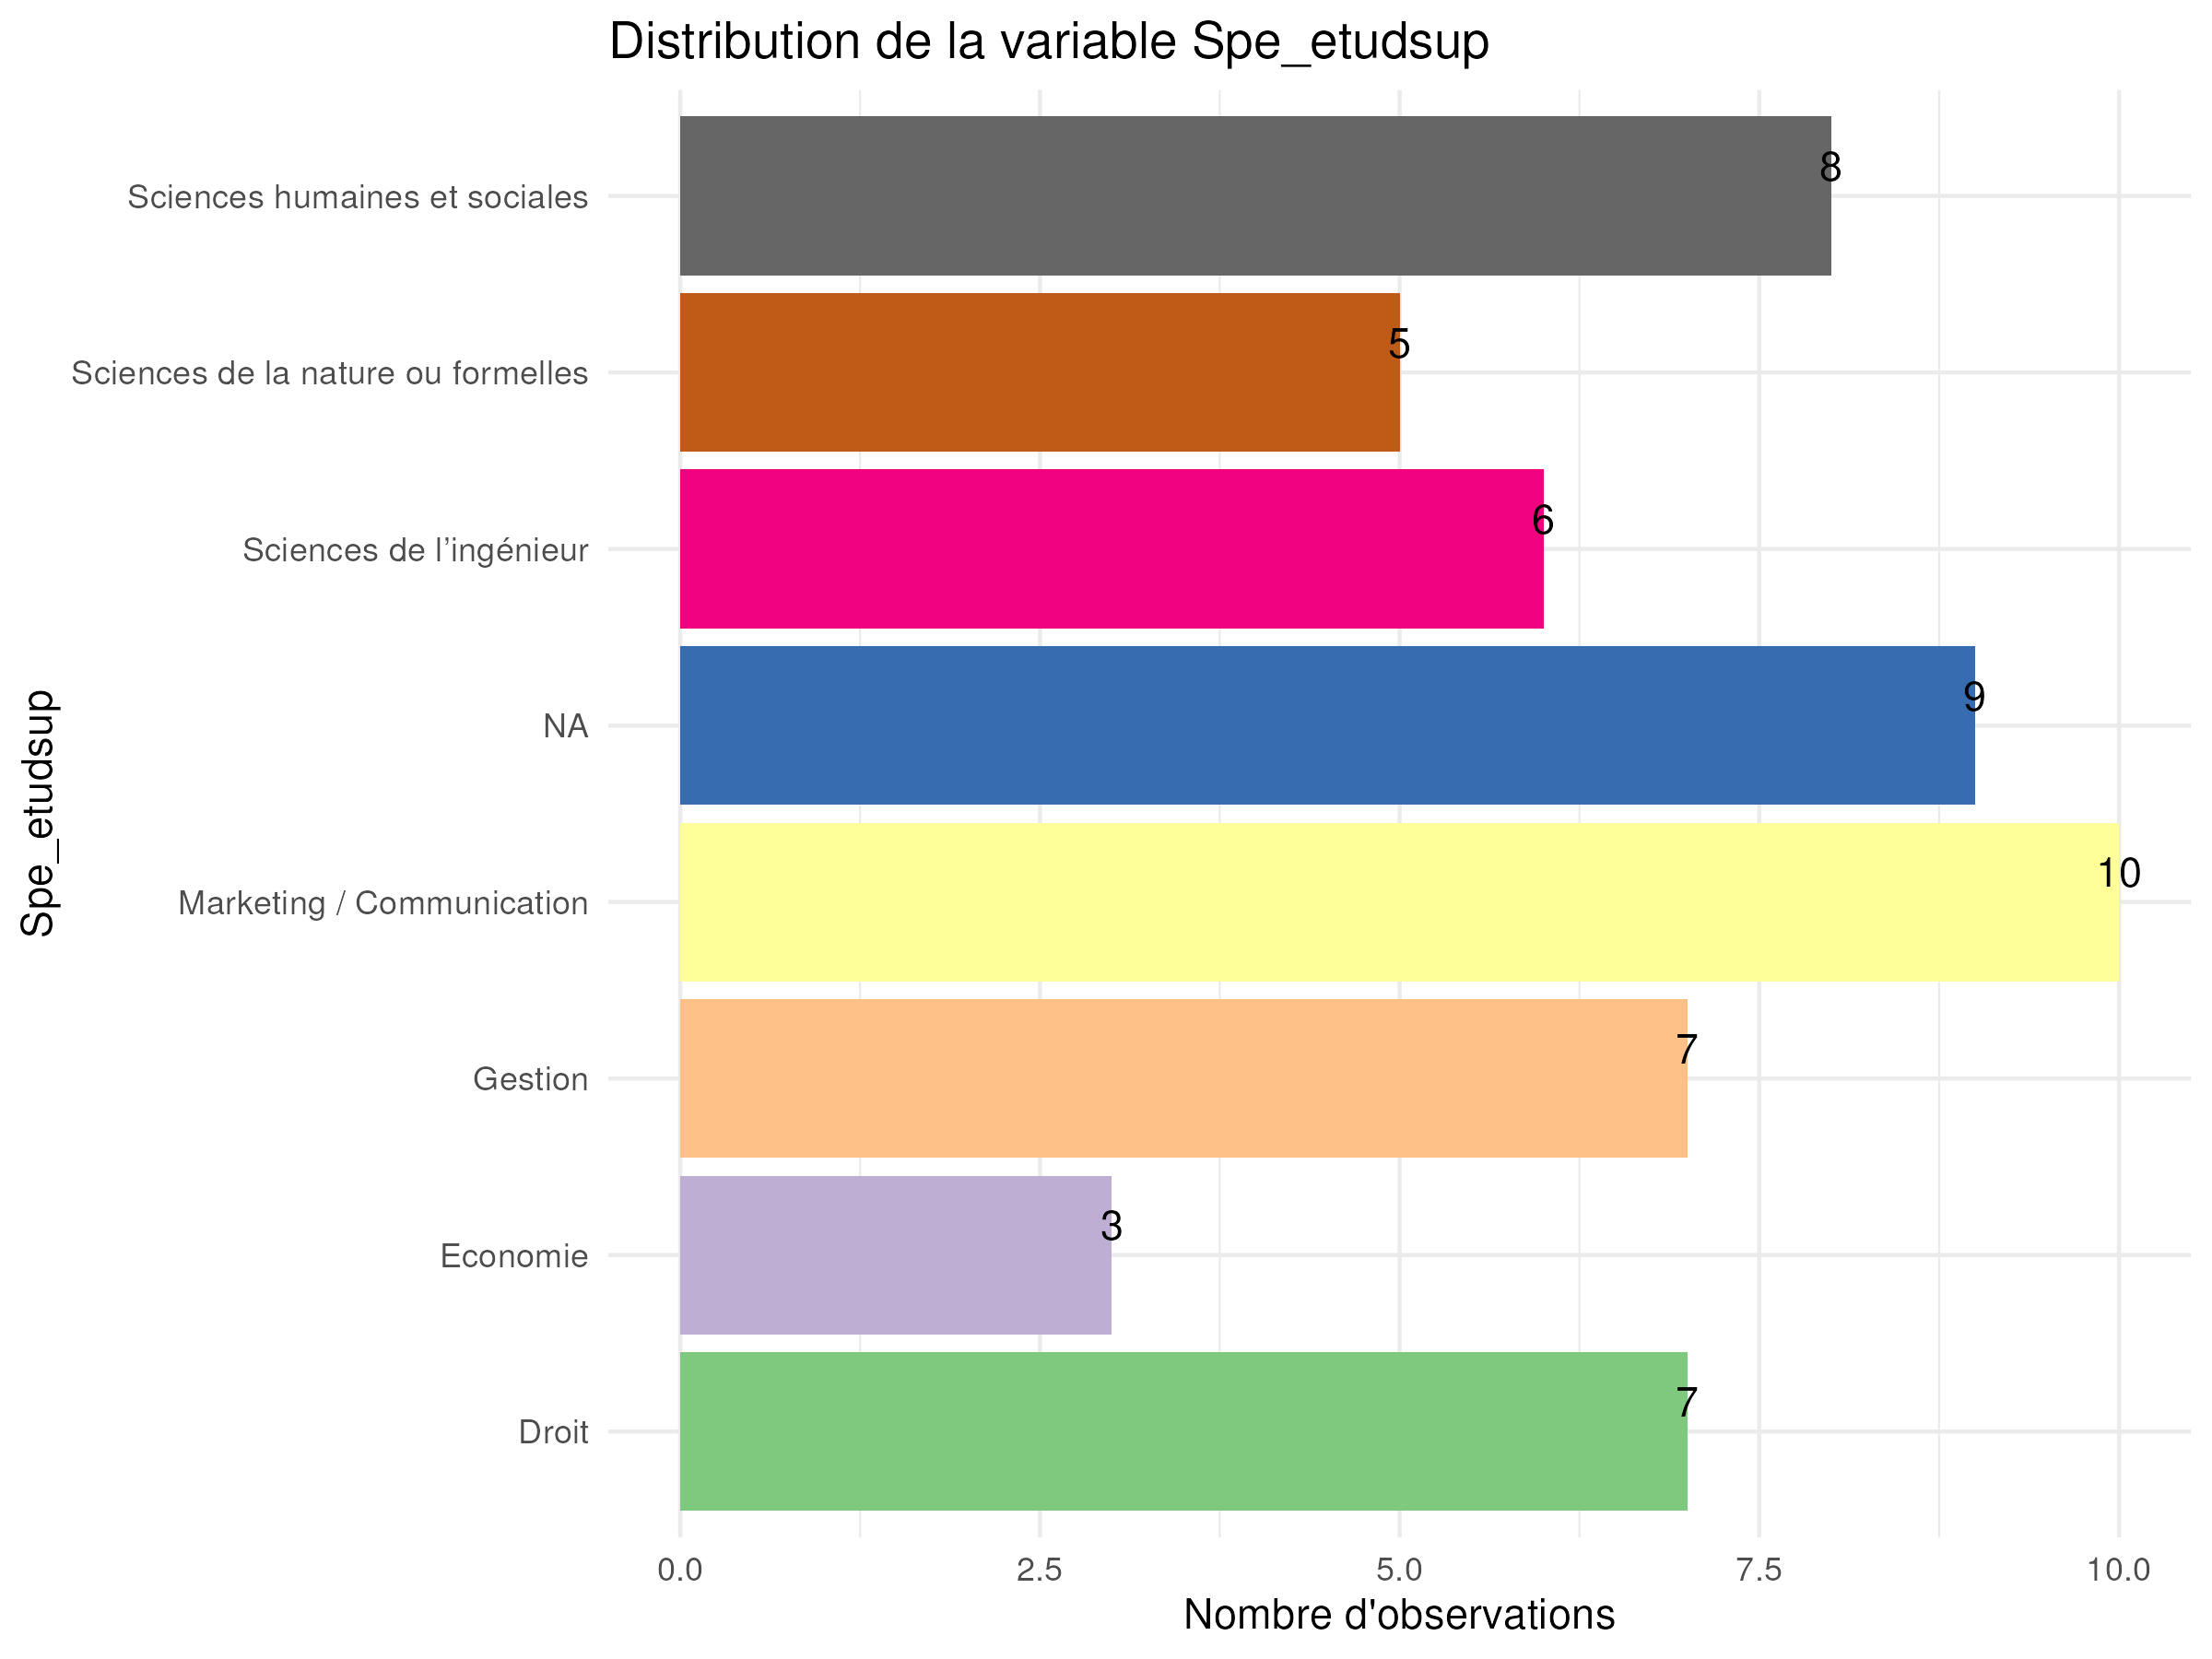 Distribution de la variable Spe_etudsup
Spe_etudsup
Sciences humaines et sociales
8
Sciences de la nature ou formelles
5
Sciences de l’ingénieur
6
NA
9
Marketing / Communication
10
Gestion
7
Economie
3
Droit
7
0.0 2.5 5.0 7.5 10.0
Nombre d'observations